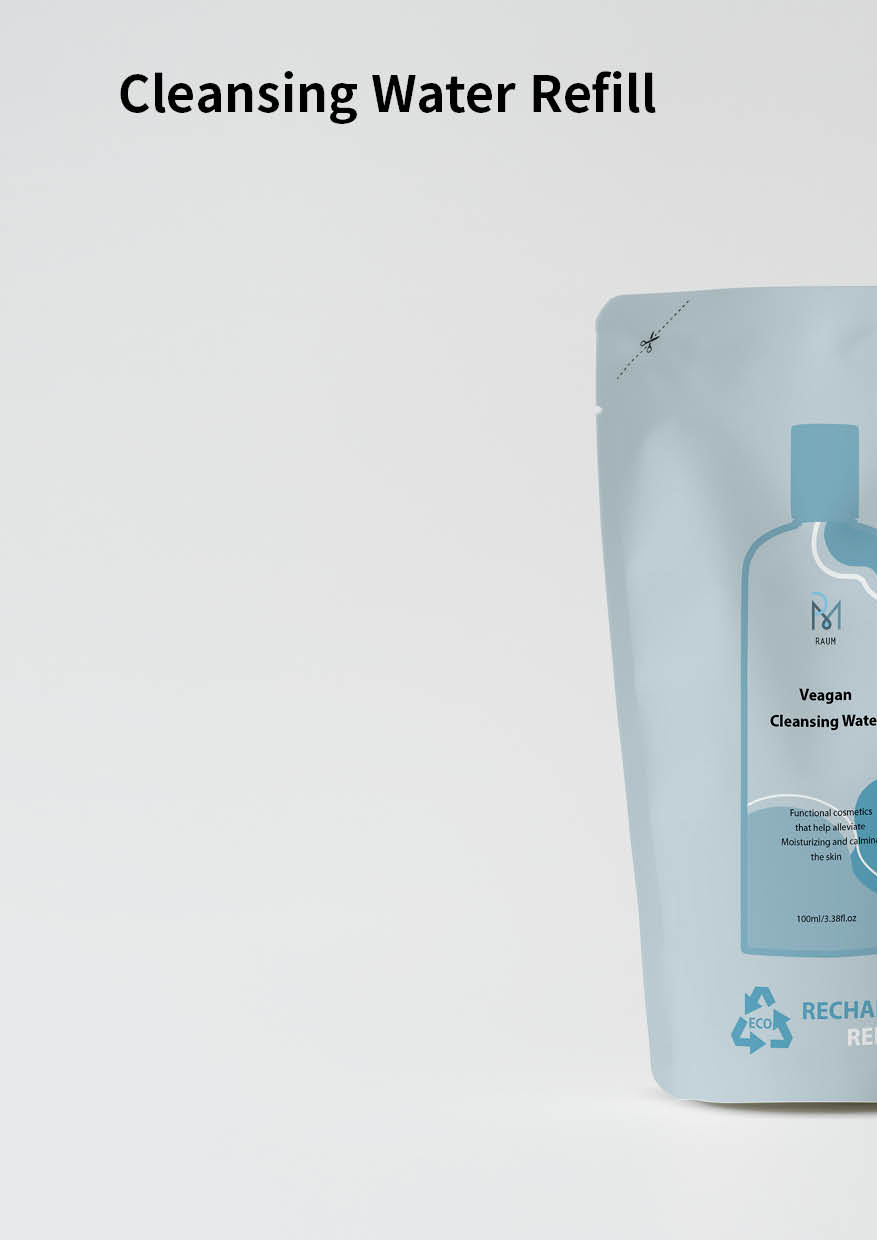 Cleansing Water Refill
RAUM
Veagan
Cleansing Wate
Functional cosmetics
that help alleviate
Moisturizing and calming
the skin
100ml/3.38fl.oz
ECO
RECHA
RE